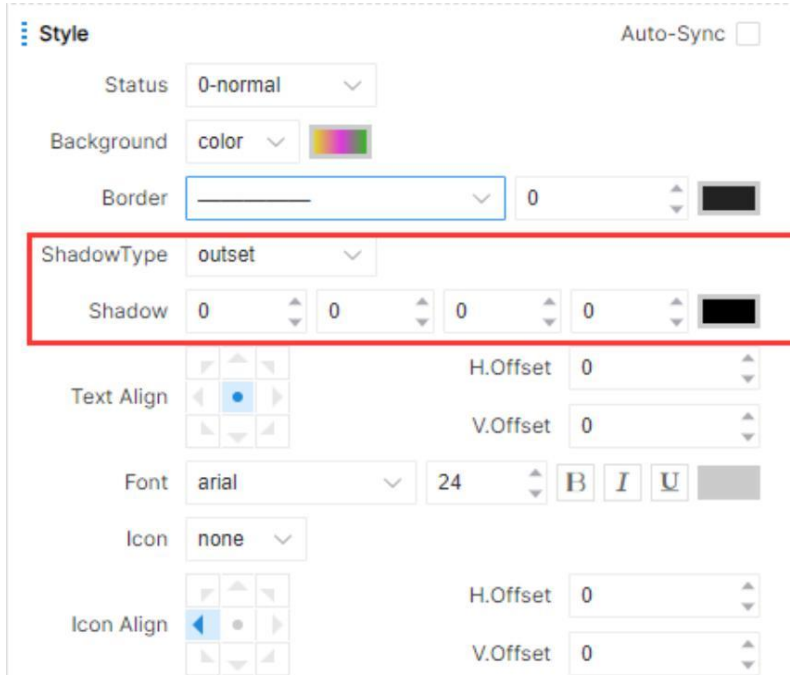 Style Auto-Sync
Status 0-normal
Background color
Border 0
ShadowType outset
Shadow 0 0 0 0
H.Offset 0
Text Align
V.Offset 0
Font arial 24 B I U
Icon none
H.Offset 0
Icon Align
V.Offset 0